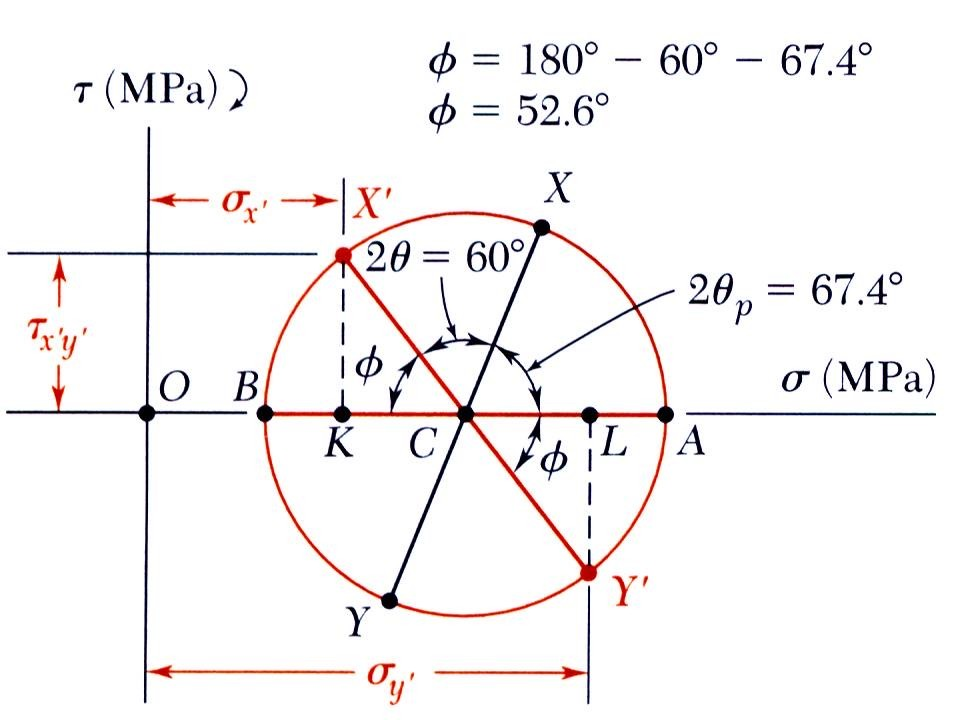 ϕ = 180° − 60° − 67.4°
τ (MPa)
ϕ = 52.6°
X
σx′
X′
2θ = 60°
2θp = 67.4°
τx′y′
ϕ
σ (MPa)
O
B
K
C
ϕ
L
A
Y′
Y
σy′